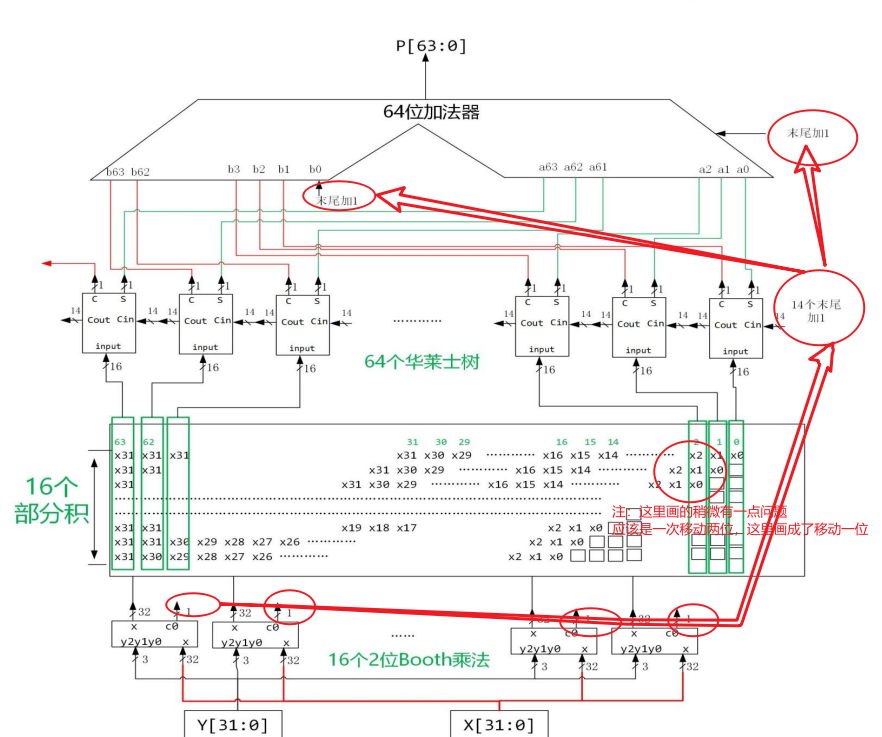 P[63:0]
64位加法器
末尾加1
b63 b62 b3 b2 b1 b0 a63 a62 a61 a2 a1 a0
末尾加1
1 1 1 1 1 1 1 1 1 1 1 1
C S C S C S C S C S C S
14 14 14 14 14 14 14 14
Cout Cin Cout Cin Cout Cin ………… Cout Cin Cout Cin Cout Cin
14个末尾
加1
input input input input input input
16 16 16 64个华莱士树 16 16 16
63 62 31 30 29 16 15 14 2 1 0
x31 x31 x31 x31 x30 x29 ………… x16 x15 x14 ………… x2 x1 x0
x31 x31 x31 x30 x29 ………… x16 x15 x14 ………… x2 x1 x0
x31 x31 x30 x29 ………… x16 x15 x14 ………… x2 x1 x0
16个
部分积
注：这里画的稍微有一点问题
应该是一次移动两位，这里画成了移动一位
x31 x31 x19 x18 x17 x2 x1 x0
x31 x31 x30 x29 x28 x27 x26 ………… x2 x1 x0
x31 x30 x29 x28 x27 x26 ………… x2 x1 x0
32 1 32 1 32 1 32 1
x c0 x c0 x c0 x c0
y2y1y0 x y2y1y0 x …… y2y1y0 x y2y1y0 x
3 32 3 32 16个2位Booth乘法 3 32 3 32
Y[31:0] X[31:0]